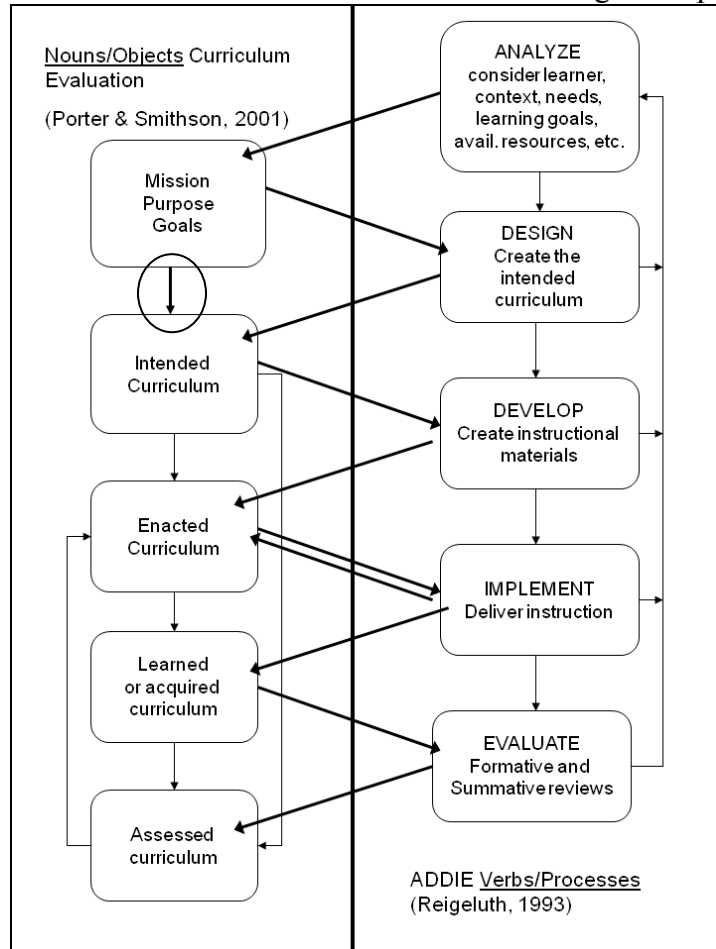 Nouns/Objects Curriculum
Evaluation
(Porter & Smithson, 2001)
Mission
Purpose
Goals
Intended
Curriculum
Enacted
Curriculum
Learned
or acquired
curriculum
Assessed
curriculum
ANALYZE
consider learner,
context, needs,
learning goals,
avail. resources, etc.
DESIGN
Create the
intended
curriculum
DEVELOP
Create instructional
materials
IMPLEMENT
Deliver instruction
EVALUATE
Formative and
Summative reviews
ADDIE Verbs/Processes
(Reigeluth, 1993)